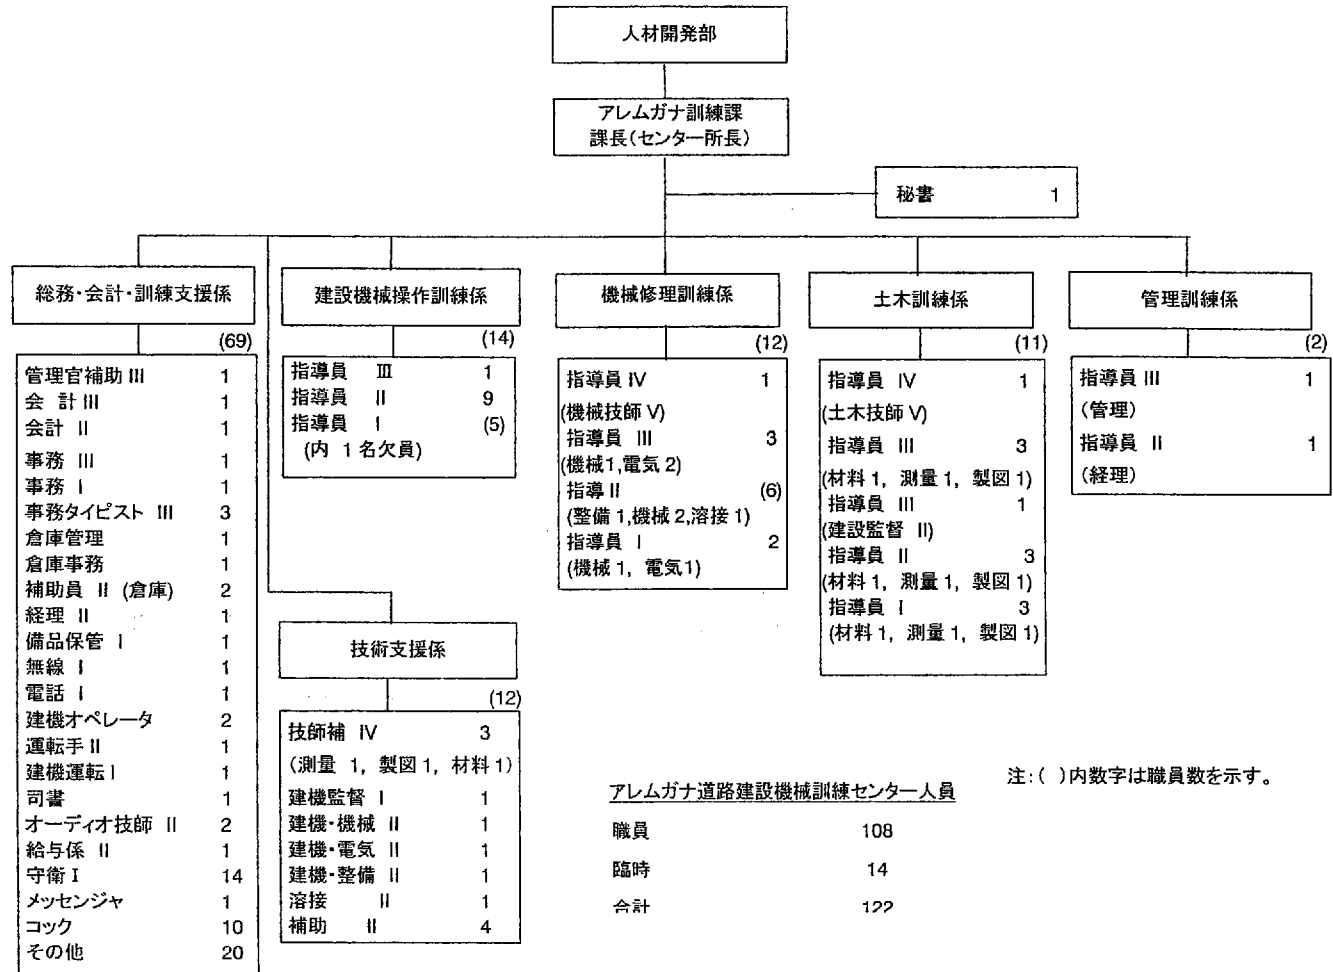 人材開発部
アレムガナ訓練課
課長(センター所長)
秘書 1
総務・会計・訓練支援係
(69)
管理官補助 III 1
会 計 III 1
会計 II 1
事務 III 1
事務 I 1
事務タイピスト III 3
倉庫管理 1
倉庫事務 1
補助員 II (倉庫) 2
経理 II 1
備品保管 I 1
無線 I 1
電話 I 1
建機オペレータ 2
運転手 II 1
建機運転 I 1
司書 1
オーディオ技師 II 2
給与係 II 1
守衛 I 14
メッセンジャ 1
コック 10
その他 20
建設機械操作訓練係
(14)
指導員 III 1
指導員 II 9
指導員 I (5)
(内 1 名欠員)
技術支援係
(12)
技師補 IV 3
(測量 1, 製図 1, 材料 1)
建機監督 I 1
建機・機械 II 1
建機・電気 II 1
建機・整備 II 1
溶接 II 1
補助 II 4
機械修理訓練係
(12)
指導員 IV 1
(機械技師 V)
指導員 III 3
(機械1,電気 2)
指導 II (6)
(整備 1,機械 2,溶接 1)
指導員 I 2
(機械 1, 電気1)
土木訓練係
(11)
指導員 IV 1
(土木技師 V)
指導員 III 3
(材料 1, 測量 1, 製図 1)
指導員 III 1
(建設監督 II)
指導員 II 3
(材料 1, 測量 1, 製図 1)
指導員 I 3
(材料 1, 測量 1, 製図 1)
管理訓練係
(2)
指導員 III 1
(管理)
指導員 II 1
(経理)
注:( )内数字は職員数を示す。
アレムガナ道路建設機械訓練センター人員
職員 108
臨時 14
合計 122